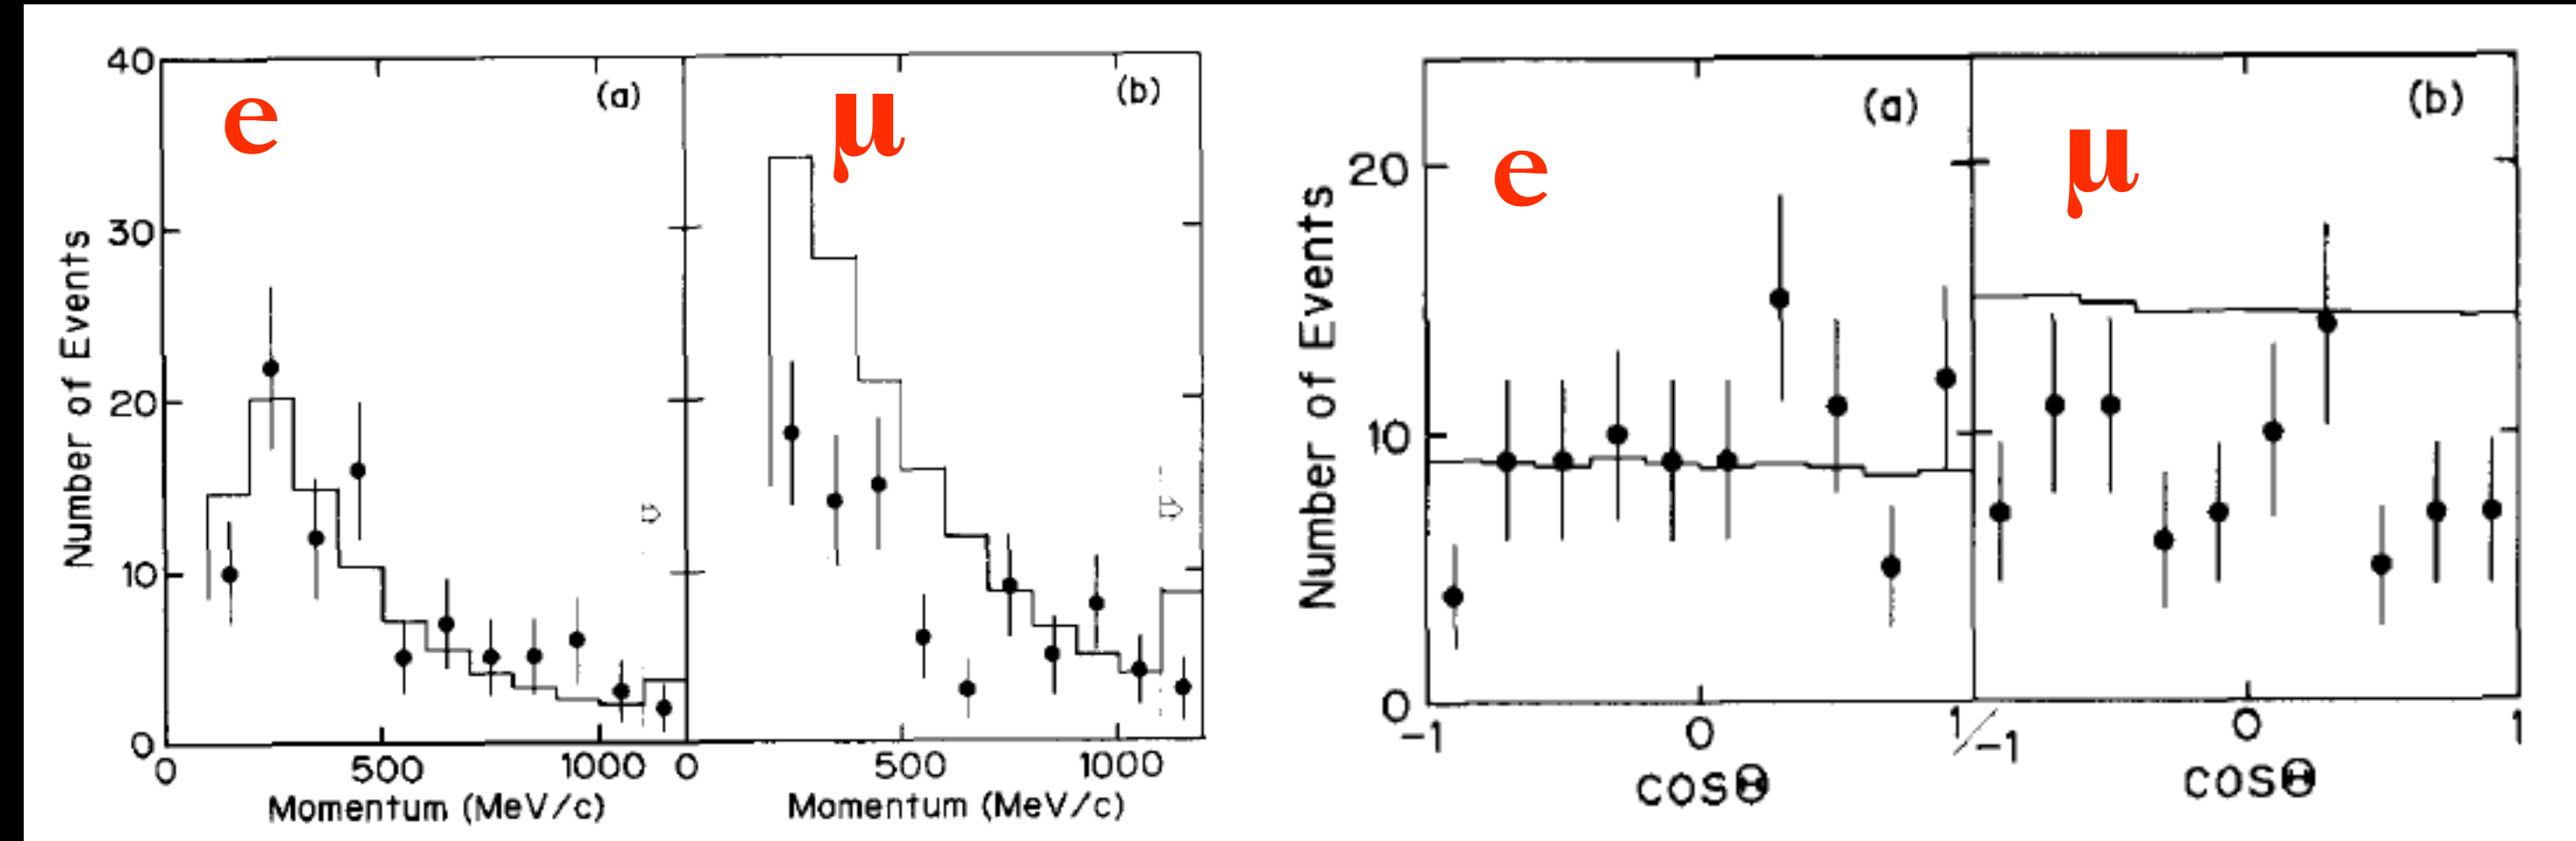 40
30
20
10
0
Number of Events
e
(a)
μ
(b)
0
500
1000
0
500
1000
Momentum (MeV/c)
Momentum (MeV/c)
20
10
0
Number of Events
e
(a)
μ
(b)
-1
0
1/-1
0
1
cosΘ
cosΘ